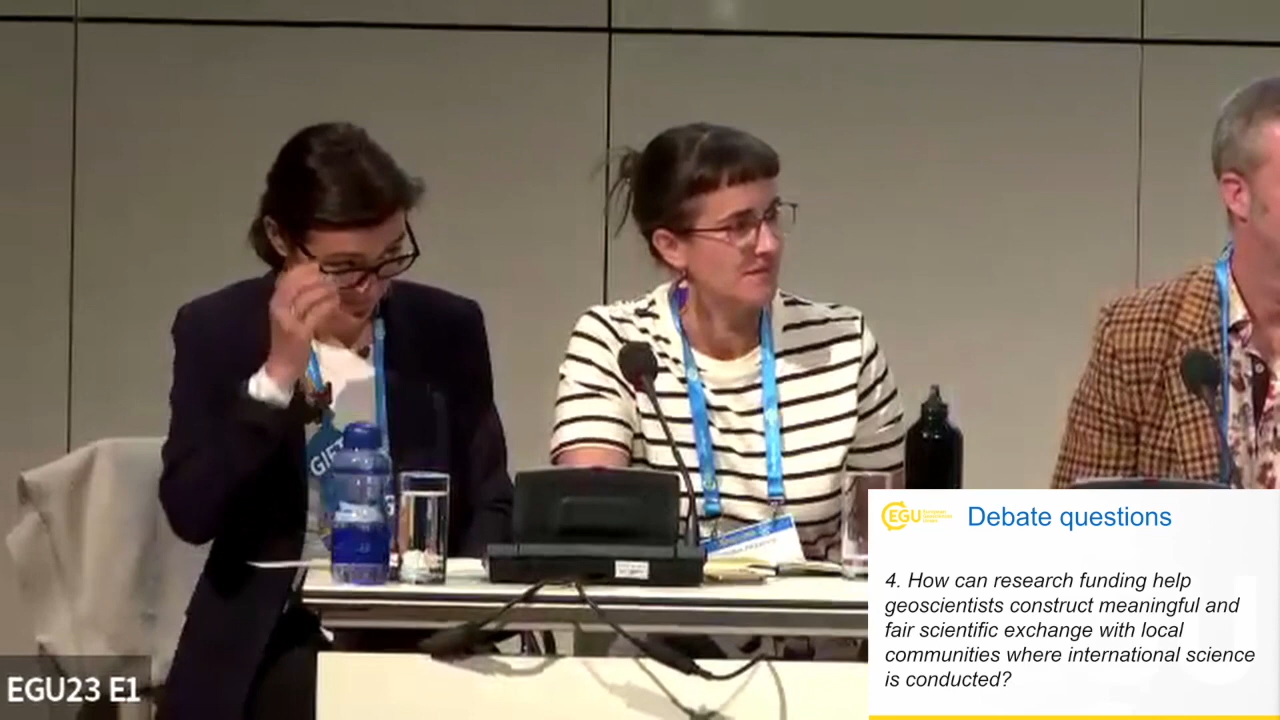 GIFT
EGU
Debate questions
4. How can research funding help
geoscientists construct meaningful and
fair scientific exchange with local
communities where international science
is conducted?
EGU23 E1